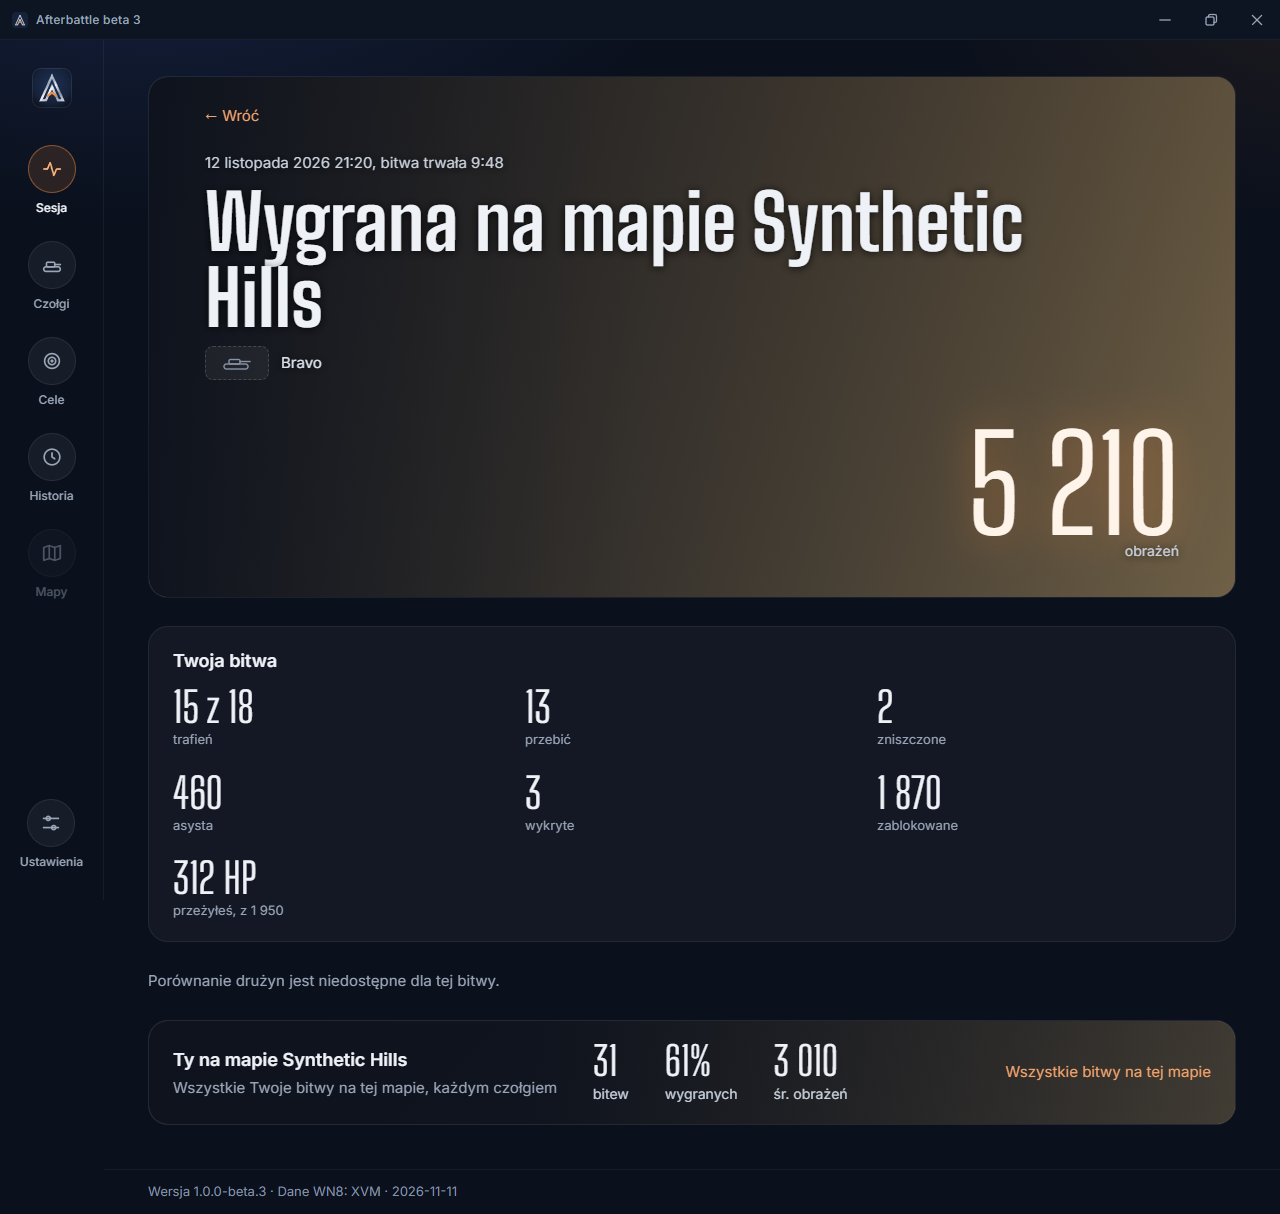 Afterbattle beta 3
← Wróć
12 listopada 2026 21:20, bitwa trwała 9:48
Wygrana na mapie Synthetic
Hills
Bravo
5 210
obrażeń
Sesja
Czołgi
Cele
Historia
Mapy
Ustawienia
Twoja bitwa
15 z 18
trafień
13
przebić
2
zniszczone
460
asysta
3
wykryte
1 870
zablokowane
312 HP
przeżyłeś, z 1 950
Porównanie drużyn jest niedostępne dla tej bitwy.
Ty na mapie Synthetic Hills
Wszystkie Twoje bitwy na tej mapie, każdym czołgiem
31
bitew
61%
wygranych
3 010
śr. obrażeń
Wszystkie bitwy na tej mapie
Wersja 1.0.0-beta.3 · Dane WN8: XVM · 2026-11-11